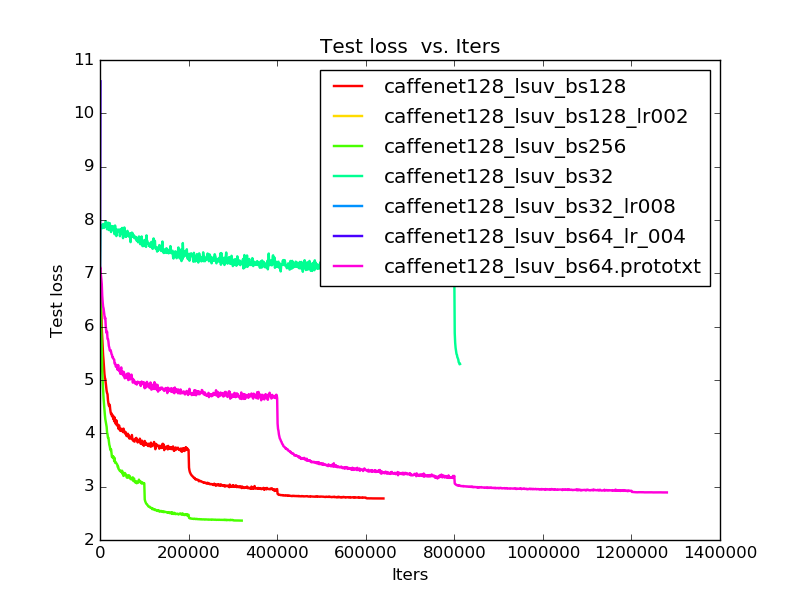 Test loss  vs. Iters
11
10
9
8
7
6
5
4
3
2
Test loss
caffenet128_lsuv_bs128
caffenet128_lsuv_bs128_lr002
caffenet128_lsuv_bs256
caffenet128_lsuv_bs32
caffenet128_lsuv_bs32_lr008
caffenet128_lsuv_bs64_lr_004
caffenet128_lsuv_bs64.prototxt
0 200000 400000 600000 800000 1000000 1200000 1400000
Iters